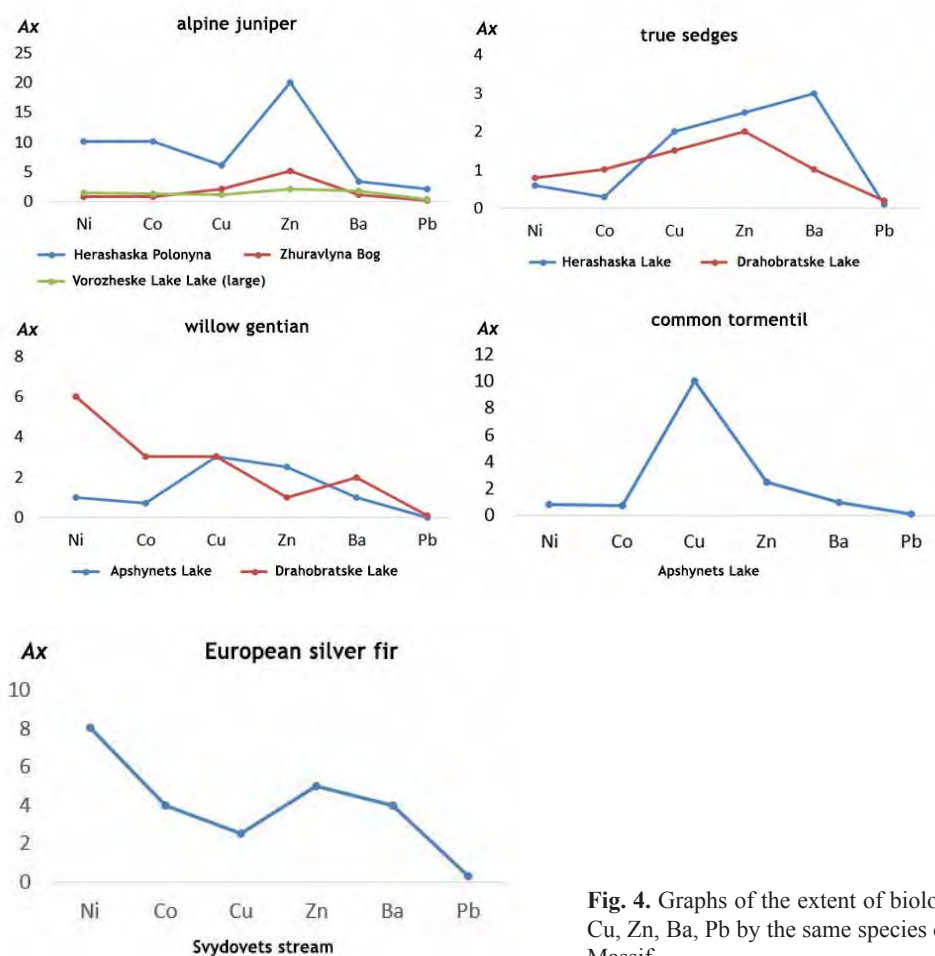 alpine juniper
Ax
25
20
15
10
5
0
Ni Co Cu Zn Ba Pb
Herashaska Polonyna Zhuravlyna Bog
Vorozheske Lake Lake (large)
true sedges
Ax
4
3
2
1
0
Ni Co Cu Zn Ba Pb
Herashaska Lake Drahobratske Lake
willow gentian
Ax
8
6
4
2
0
Ni Co Cu Zn Ba Pb
Apshynets Lake Drahobratske Lake
common tormentil
Ax
12
10
8
6
4
2
0
Ni Co Cu Zn Ba Pb
Apshynets Lake
European silver fir
Ax
10
8
6
4
2
0
Ni Co Cu Zn Ba Pb
Svydovets stream
Fig. 4. Graphs of the extent of biolo
Cu, Zn, Ba, Pb by the same species